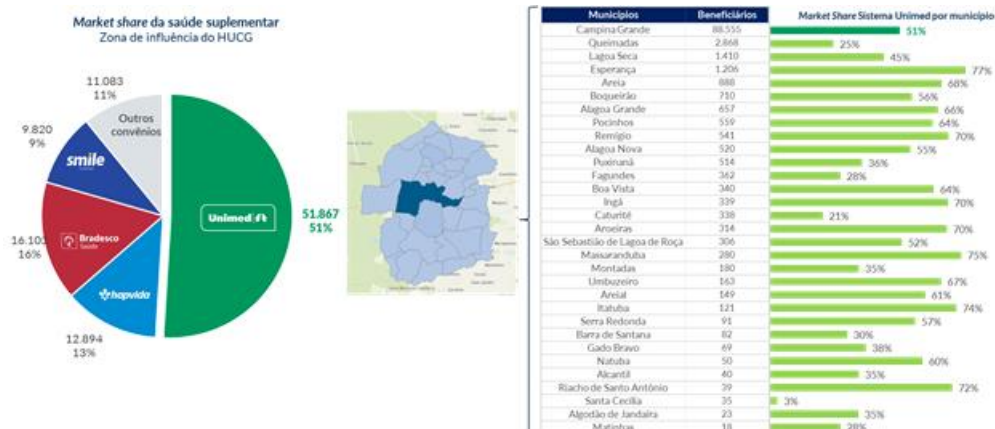 Market share da saúde suplementar
Zona de influência do HUCG
11.083
11%
Outros
convênios
9.820
9%
smile
16.101
16%
Bradesco
Saúde
hapvida
12.894
13%
Unimed
51.867
51%
Municípios Beneficiários Market Share Sistema Unimed por município
Campina Grande 88.555 51%
Queimadas 2.868 25%
Lagoa Seca 1.410 45%
Esperança 1.206 77%
Areia 888 68%
Boqueirão 710 56%
Alagoa Grande 657 66%
Pocinhos 559 64%
Remígio 541 70%
Alagoa Nova 520 55%
Puxinanã 514 36%
Fagundes 362 28%
Boa Vista 340 64%
Ingá 339 70%
Caturité 338 21%
Aroeiras 314 70%
São Sebastião de Lagoa de Roça 306 52%
Massaranduba 280 75%
Montadas 180 35%
Umbuzeiro 163 67%
Areial 149 61%
Itatuba 121 74%
Serra Redonda 91 57%
Barra de Santana 82 30%
Gado Bravo 69 38%
Natuba 50 60%
Alcantil 40 35%
Riacho de Santo Antônio 39 72%
Santa Cecília 35 3%
Algodão de Jandaíra 23 35%
Matinhas 18 28%